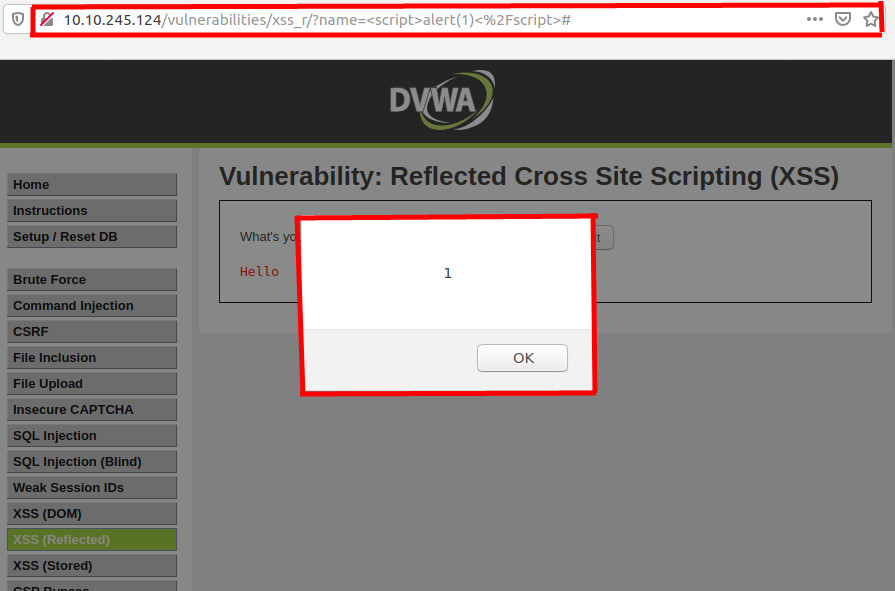 10.10.245.124/vulnerabilities/xss_r/?name=<script>alert(1)<%2Fscript>#
DVWA
Home
Instructions
Setup / Reset DB
Brute Force
Command Injection
CSRF
File Inclusion
File Upload
Insecure CAPTCHA
SQL Injection
SQL Injection (Blind)
Weak Session IDs
XSS (DOM)
XSS (Reflected)
XSS (Stored)
CSP Bypass
Vulnerability: Reflected Cross Site Scripting (XSS)
What's yo
t
Hello
1
OK